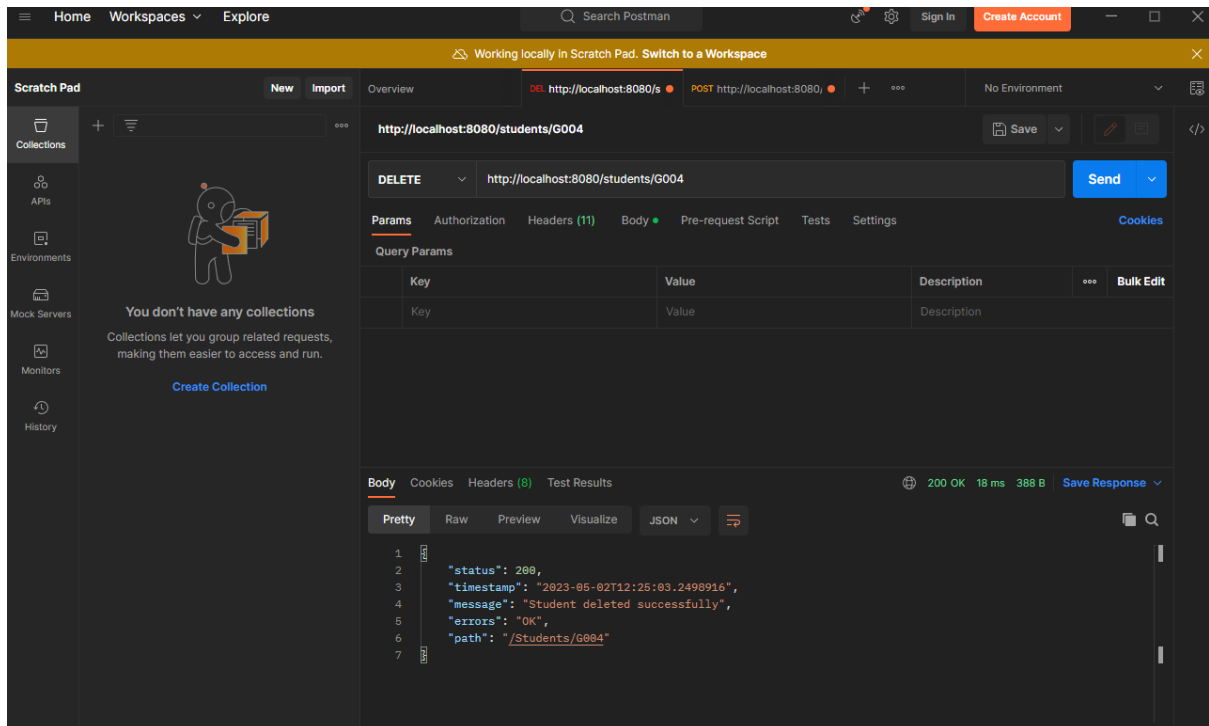 Home Workspaces Explore Search Postman Sign In Create Account
Working locally in Scratch Pad. Switch to a Workspace
Scratch Pad New Import Overview DEL http://localhost:8080/s POST http://localhost:8080/ No Environment
Collections
APIs
Environments
Mock Servers
Monitors
History
You don't have any collections
Collections let you group related requests,
making them easier to access and run.
Create Collection
http://localhost:8080/students/G004 Save
DELETE http://localhost:8080/students/G004 Send
Params Authorization Headers (11) Body Pre-request Script Tests Settings Cookies
Query Params
Key Value Description Bulk Edit
Key Value Description
Body Cookies Headers (8) Test Results 200 OK 18 ms 388 B Save Response
Pretty Raw Preview Visualize JSON
1 {
2 "status": 200,
3 "timestamp": "2023-05-02T12:25:03.2498916",
4 "message": "Student deleted successfully",
5 "errors": "OK",
6 "path": "/Students/G004"
7 }